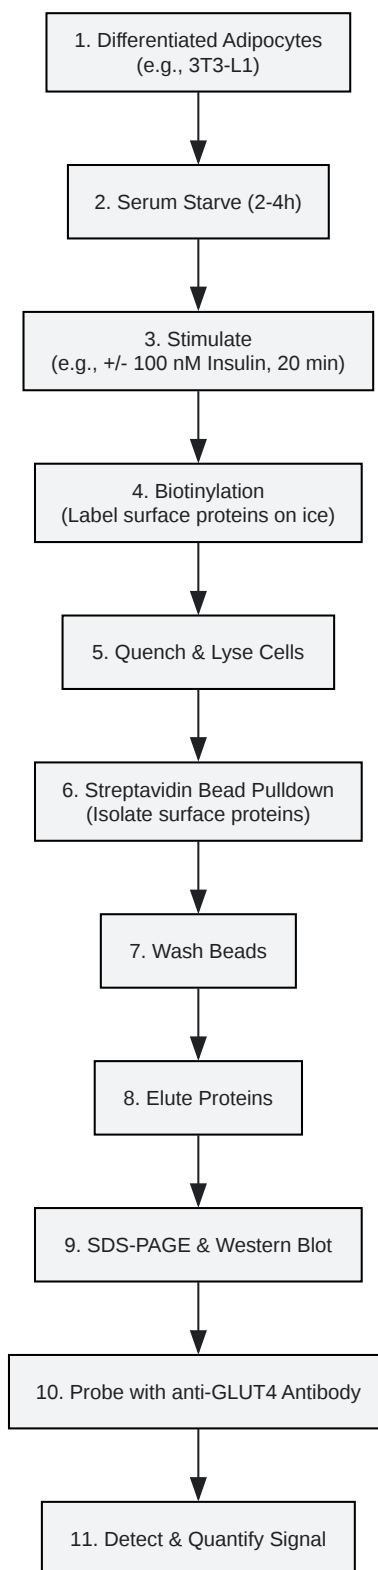 1. Differentiated Adipocytes
(e.g., 3T3-L1)
2. Serum Starve (2-4h)
3. Stimulate
(e.g., +/- 100 nM Insulin, 20 min)
4. Biotinylation
(Label surface proteins on ice)
5. Quench & Lyse Cells
6. Streptavidin Bead Pulldown
(Isolate surface proteins)
7. Wash Beads
8. Elute Proteins
9. SDS-PAGE & Western Blot
10. Probe with anti-GLUT4 Antibody
11. Detect & Quantify Signal